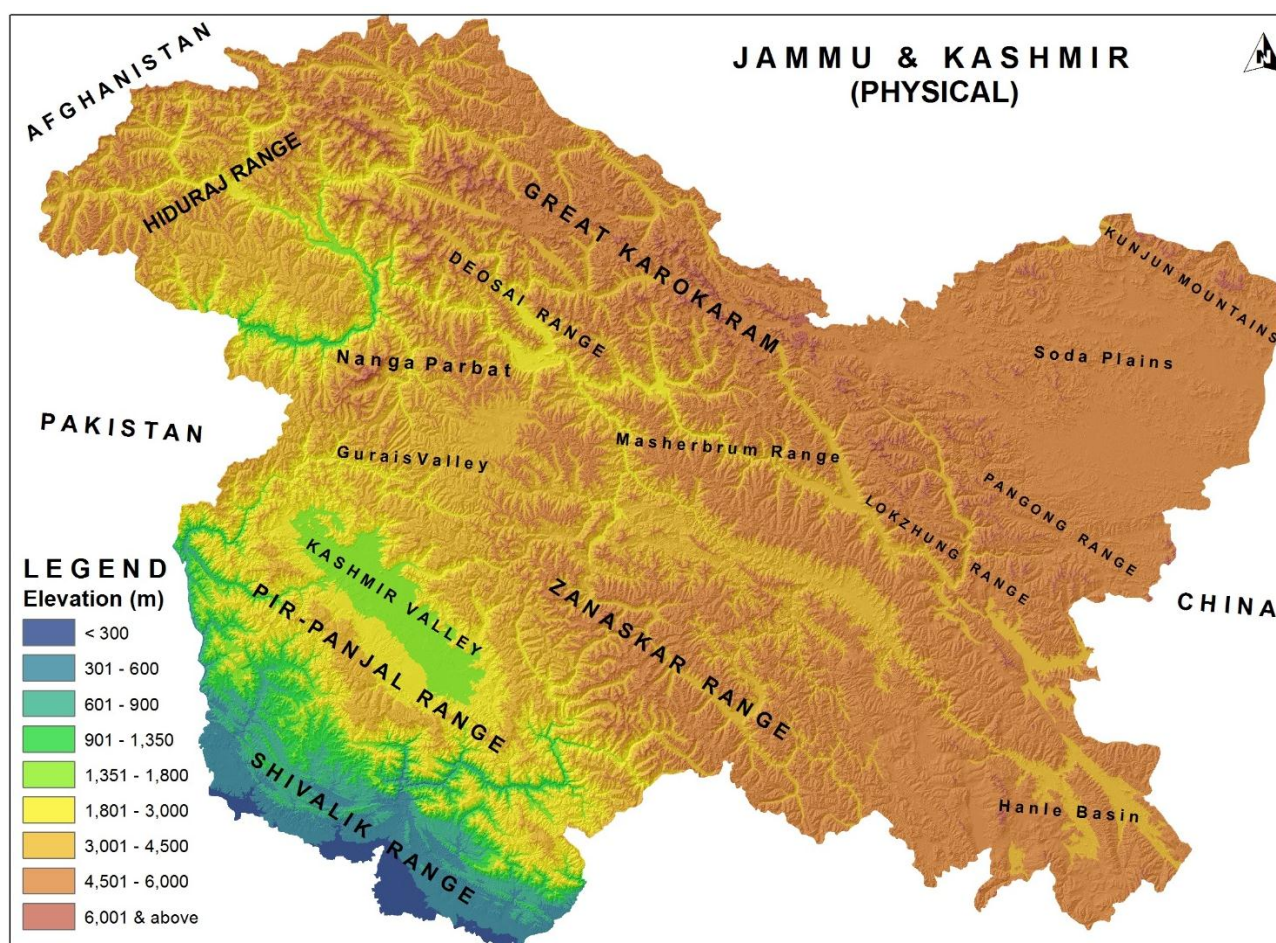 JAMMU & KASHMIR
(PHYSICAL)
N
AFGHANISTAN
HIDURAJ RANGE
GREAT KAROKARAM
KUNJUN MOUNTAINS
DEOSAI RANGE
Soda Plains
Nanga Parbat
PAKISTAN
Masherbrum Range
Gurais Valley
PANGONG RANGE
LOKZHUNG RANGE
KASHMIR VALLEY
CHINA
PIR-PANJAL RANGE
ZANASKAR RANGE
SHIVALIK RANGE
Hanle Basin
LEGEND
Elevation (m)
< 300
301 - 600
601 - 900
901 - 1,350
1,351 - 1,800
1,801 - 3,000
3,001 - 4,500
4,501 - 6,000
6,001 & above